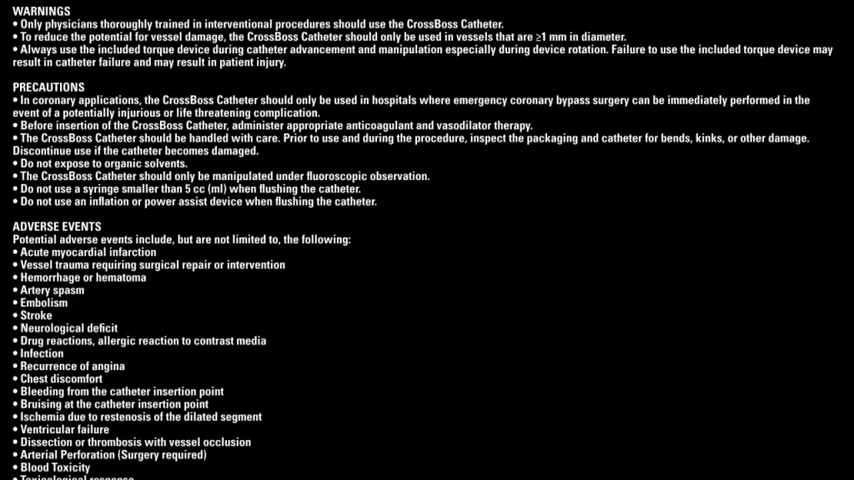 WARNINGS
• Only physicians thoroughly trained in interventional procedures should use the CrossBoss Catheter.
• To reduce the potential for vessel damage, the CrossBoss Catheter should only be used in vessels that are ≥1 mm in diameter.
• Always use the included torque device during catheter advancement and manipulation especially during device rotation. Failure to use the included torque device may
result in catheter failure and may result in patient injury.
PRECAUTIONS
• In coronary applications, the CrossBoss Catheter should only be used in hospitals where emergency coronary bypass surgery can be immediately performed in the
event of a potentially injurious or life threatening complication.
• Before insertion of the CrossBoss Catheter, administer appropriate anticoagulant and vasodilator therapy.
• The CrossBoss Catheter should be handled with care. Prior to use and during the procedure, inspect the packaging and catheter for bends, kinks, or other damage.
Discontinue use if the catheter becomes damaged.
• Do not expose to organic solvents.
• The CrossBoss Catheter should only be manipulated under fluoroscopic observation.
• Do not use a syringe smaller than 5 cc (ml) when flushing the catheter.
• Do not use an inflation or power assist device when flushing the catheter.
ADVERSE EVENTS
Potential adverse events include, but are not limited to, the following:
• Acute myocardial infarction
• Vessel trauma requiring surgical repair or intervention
• Hemorrhage or hematoma
• Artery spasm
• Embolism
• Stroke
• Neurological deficit
• Drug reactions, allergic reaction to contrast media
• Infection
• Recurrence of angina
• Chest discomfort
• Bleeding from the catheter insertion point
• Bruising at the catheter insertion point
• Ischemia due to restenosis of the dilated segment
• Ventricular failure
• Dissection or thrombosis with vessel occlusion
• Arterial Perforation (Surgery required)
• Blood Toxicity
• Toxicological response